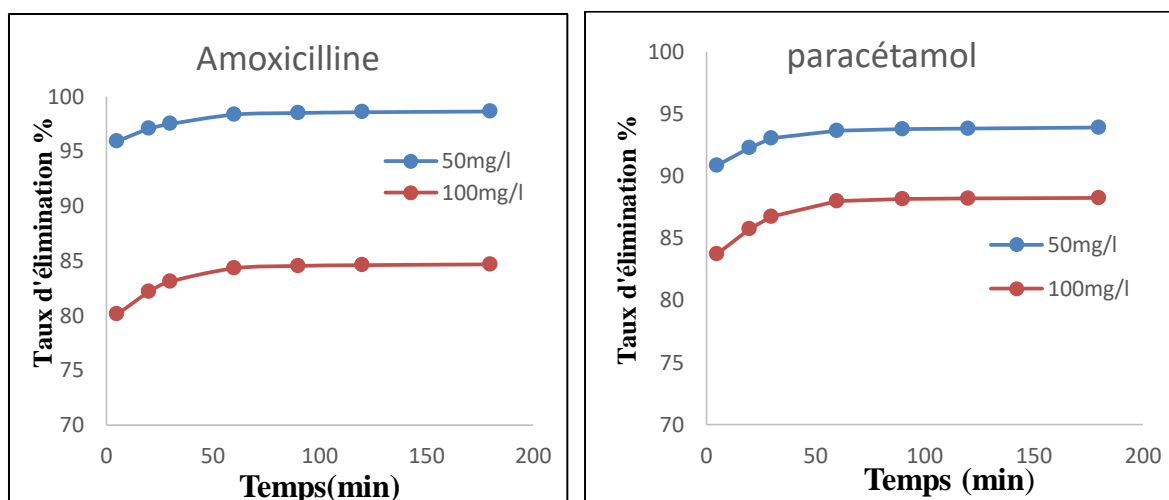 Amoxicilline
Taux d'élimination %
100
95
90
85
80
75
70
0
50
100
150
200
Temps(min)
50mg/l
100mg/l
paracétamol
Taux d'élimination %
100
95
90
85
80
75
70
0
50
100
150
200
Temps (min)
50mg/l
100mg/l